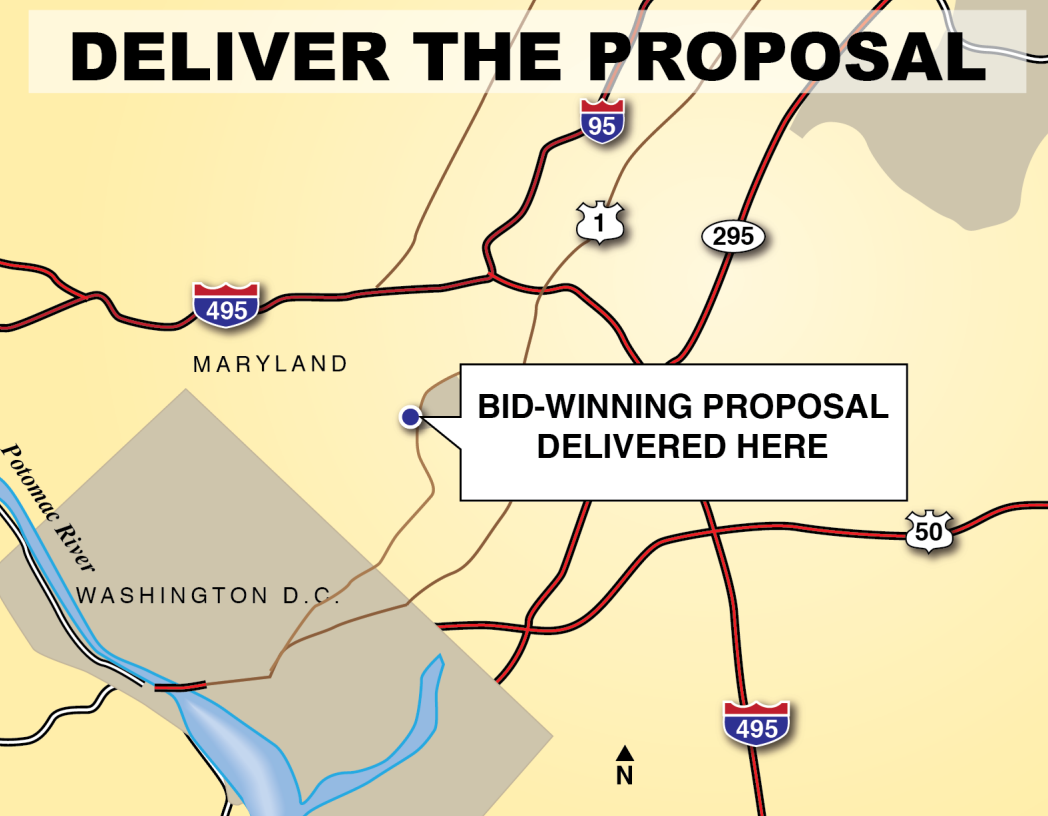 DELIVER THE PROPOSAL
95
1
295
495
MARYLAND
BID-WINNING PROPOSAL
DELIVERED HERE
Potomac River
50
WASHINGTON D.C.
495
N